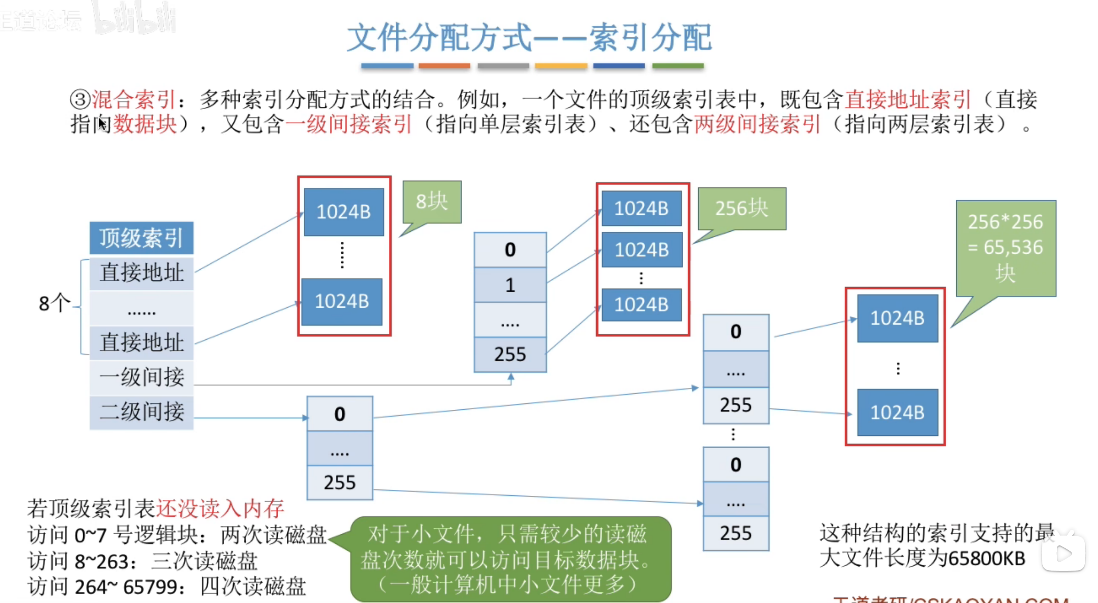 bilibili
文件分配方式——索引分配
③混合索引：多种索引分配方式的结合。例如，一个文件的顶级索引表中，既包含直接地址索引（直接
指向数据块），又包含一级间接索引（指向单层索引表）、还包含两级间接索引（指向两层索引表）。
顶级索引
直接地址
......
直接地址
一级间接
二级间接
8个
1024B
1024B
8块
0
1
....
255
1024B
1024B
1024B
256块
0
....
255
0
....
255
0
....
255
1024B
1024B
256*256
= 65,536
块
若顶级索引表还没读入内存
访问 0~7 号逻辑块：两次读磁盘
访问 8~263：三次读磁盘
访问 264~ 65799：四次读磁盘
对于小文件，只需较少的读磁
盘次数就可以访问目标数据块。
（一般计算机中小文件更多）
这种结构的索引支持的最
大文件长度为65800KB
王道考研/CSKAOYAN.COM